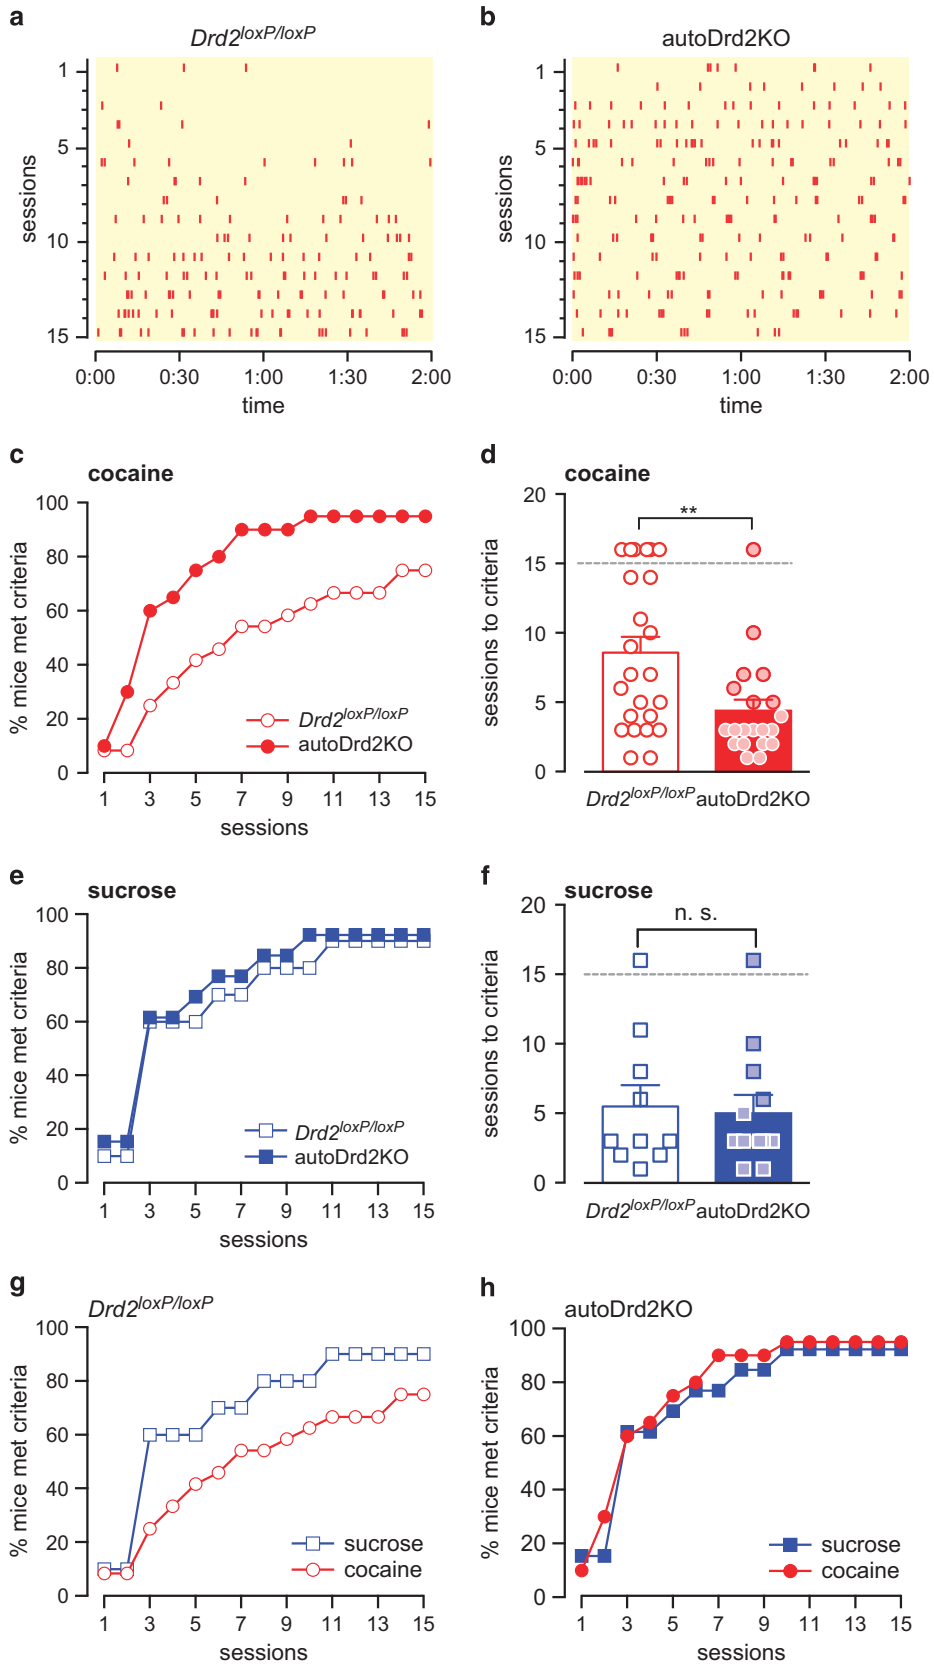 a
Drd2loxP/loxP
1
5
10
15
sessions
0:00 0:30 1:00 1:30 2:00
time
b
autoDrd2KO
1
5
10
15
sessions
0:00 0:30 1:00 1:30 2:00
time
c
cocaine
100
80
60
40
20
0
% mice met criteria
Drd2loxP/loxP
autoDrd2KO
1 3 5 7 9 11 13 15
sessions
d
cocaine
20
15
10
5
0
sessions to criteria
**
Drd2loxP/loxP autoDrd2KO
e
sucrose
100
80
60
40
20
0
% mice met criteria
Drd2loxP/loxP
autoDrd2KO
1 3 5 7 9 11 13 15
sessions
f
sucrose
20
15
10
5
0
sessions to criteria
n. s.
Drd2loxP/loxP autoDrd2KO
g
Drd2loxP/loxP
100
80
60
40
20
0
% mice met criteria
sucrose
cocaine
1 3 5 7 9 11 13 15
sessions
h
autoDrd2KO
100
80
60
40
20
0
% mice met criteria
sucrose
cocaine
1 3 5 7 9 11 13 15
sessions